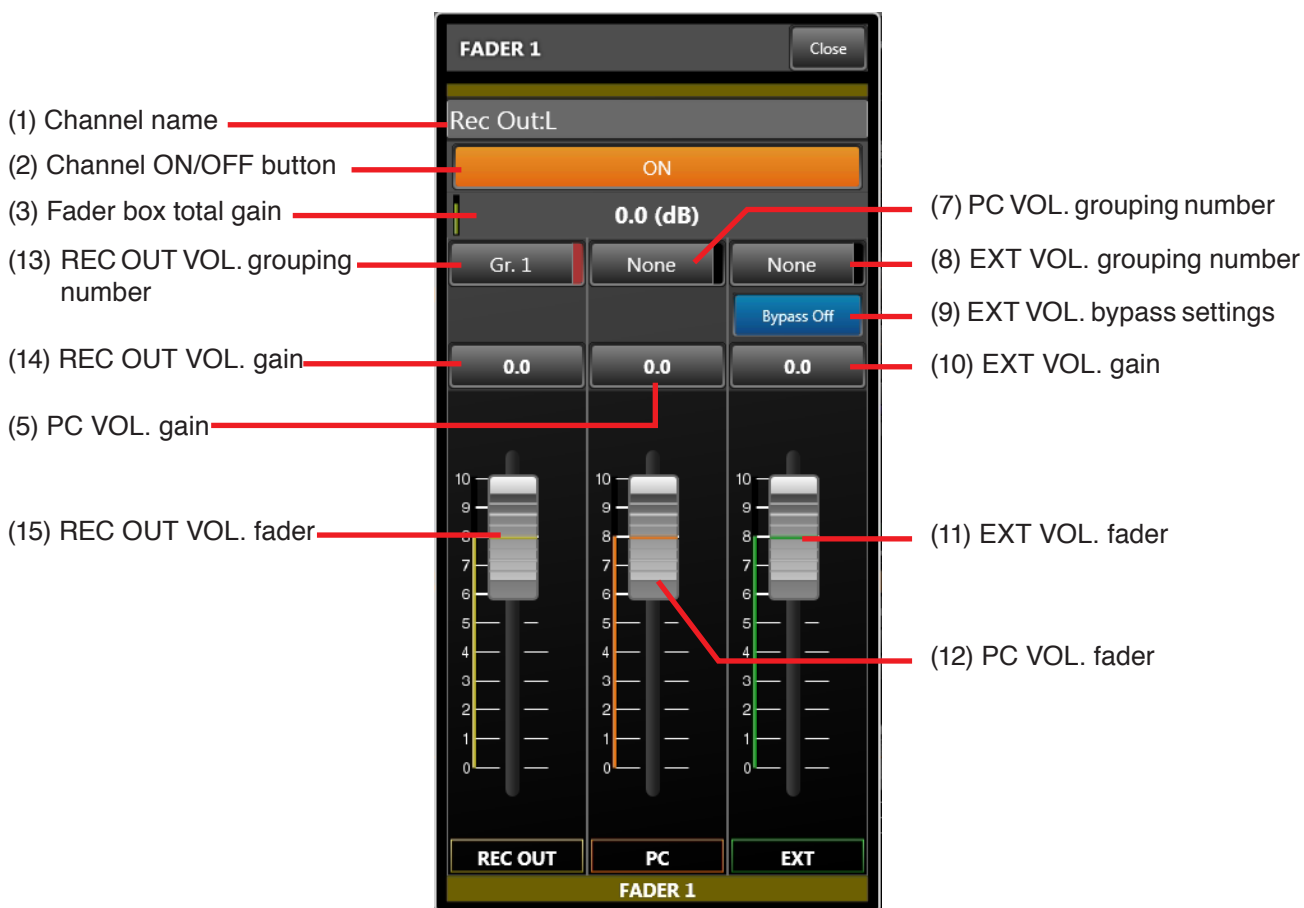 FADER 1
Close
(1) Channel name
Rec Out:L
(2) Channel ON/OFF button
ON
(3) Fader box total gain
0.0 (dB)
(7) PC VOL. grouping number
(13) REC OUT VOL. grouping
number
Gr. 1
None
None
(8) EXT VOL. grouping number
Bypass Off
(9) EXT VOL. bypass settings
(14) REC OUT VOL. gain
0.0
0.0
0.0
(10) EXT VOL. gain
(5) PC VOL. gain
10
9
8
7
6
5
4
3
2
1
0
10
9
8
7
6
5
4
3
2
1
0
10
9
8
7
6
5
4
3
2
1
0
(15) REC OUT VOL. fader
(11) EXT VOL. fader
(12) PC VOL. fader
REC OUT
PC
EXT
FADER 1